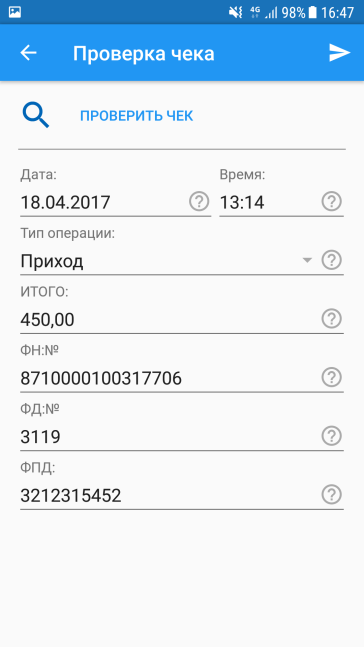 4G 98% 16:47
Проверка чека
ПРОВЕРИТЬ ЧЕК
Дата: Время:
18.04.2017 ? 13:14 ?
Тип операции:
Приход ?
ИТОГО:
450,00 ?
ФН:№
8710000100317706 ?
ФД:№
3119 ?
ФПД:
3212315452 ?